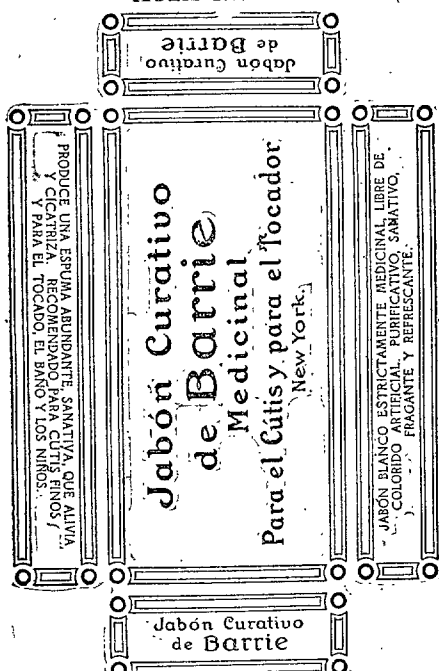 Jabón Curativo
de Barrie
PRODUCE UNA ESPUMA ABUNDANTE, SANATIVA, QUE ALIVIA
Y CICATRIZA. RECOMENDADO PARA CUTIS FINOS
Y PARA EL TOCADO, EL BAÑO Y LOS NIÑOS.
Jabón Curativo
de Barrie
Medicinal
Para el Cútis y para el Tocador,
New York,
JABÓN BLANCO ESTRICTAMENTE MEDICINAL, LIBRE DE
COLORIDO ARTIFICIAL, PURIFICATIVO, SANATIVO,
FRAGANTE Y REFRESCANTE.
Jabón Curativo
de Barrie